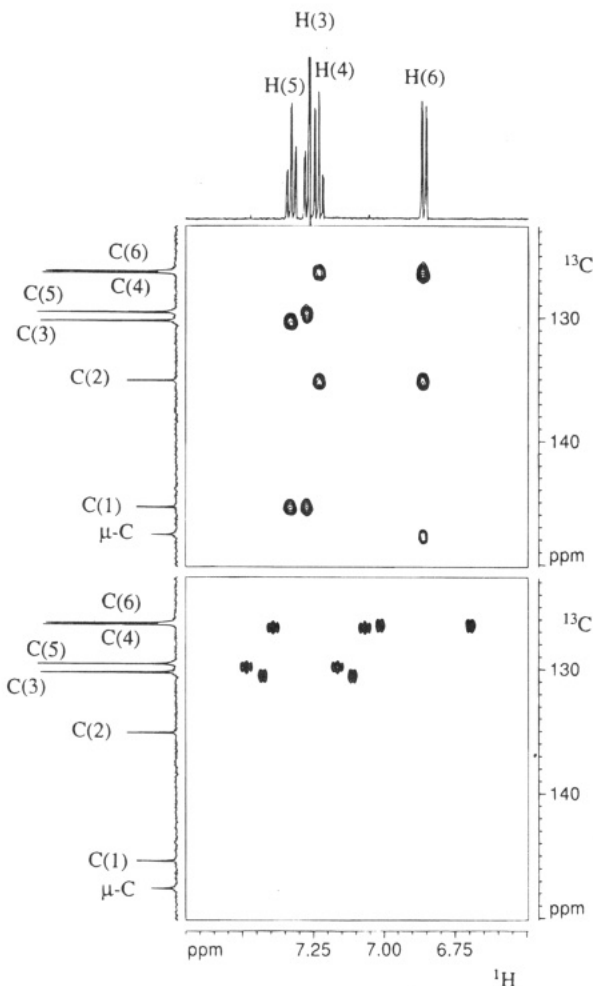 H(3)
H(5)
H(4)
H(6)
C(6)
C(4)
C(5)
C(3)
C(2)
C(1)
μ-C
¹³C
130
140
ppm
C(6)
C(4)
C(5)
C(3)
C(2)
C(1)
μ-C
¹³C
130
140
ppm
ppm 7.25 7.00 6.75
¹H